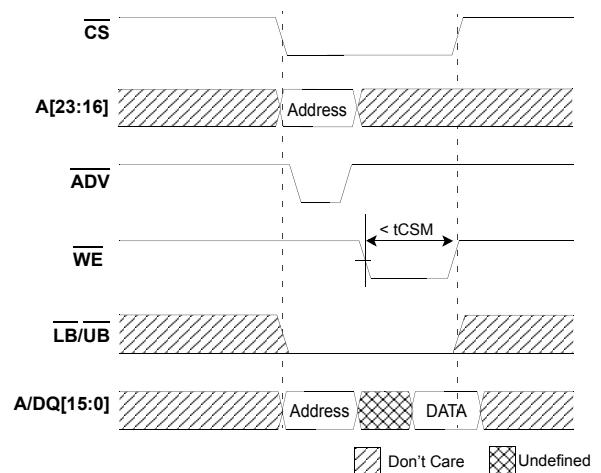 CS
A[23:16] Address
ADV
< tCSM
WE
LB/UB
A/DQ[15:0] Address DATA
Don't Care Undefined